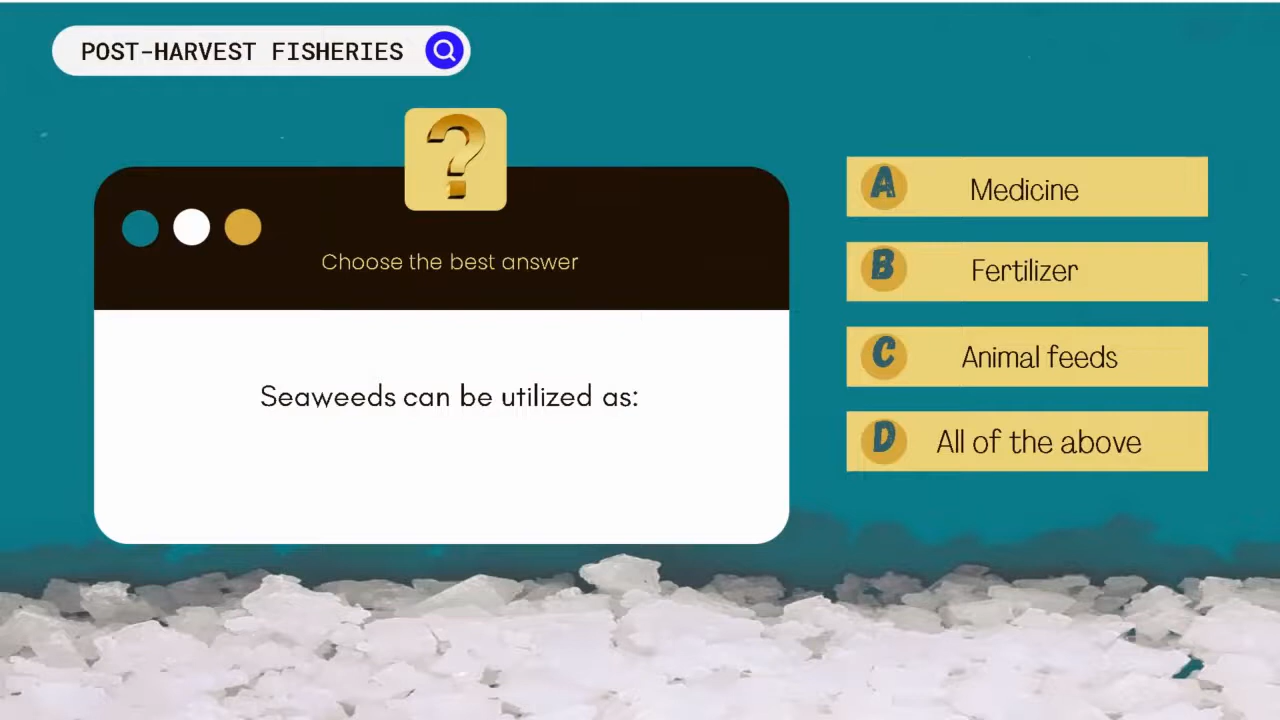 POST-HARVEST FISHERIES
?
Choose the best answer
Seaweeds can be utilized as:
A Medicine
B Fertilizer
C Animal feeds
D All of the above